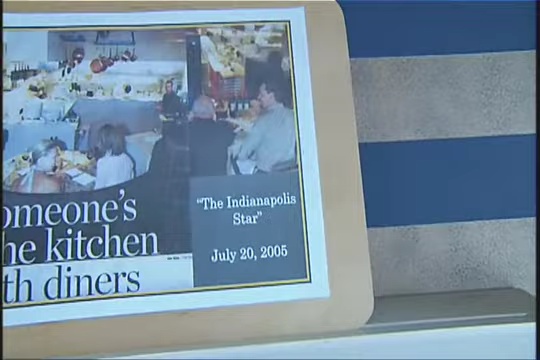 omeone's
he kitchen
th diners
"The Indianapolis
Star"
July 20, 2005